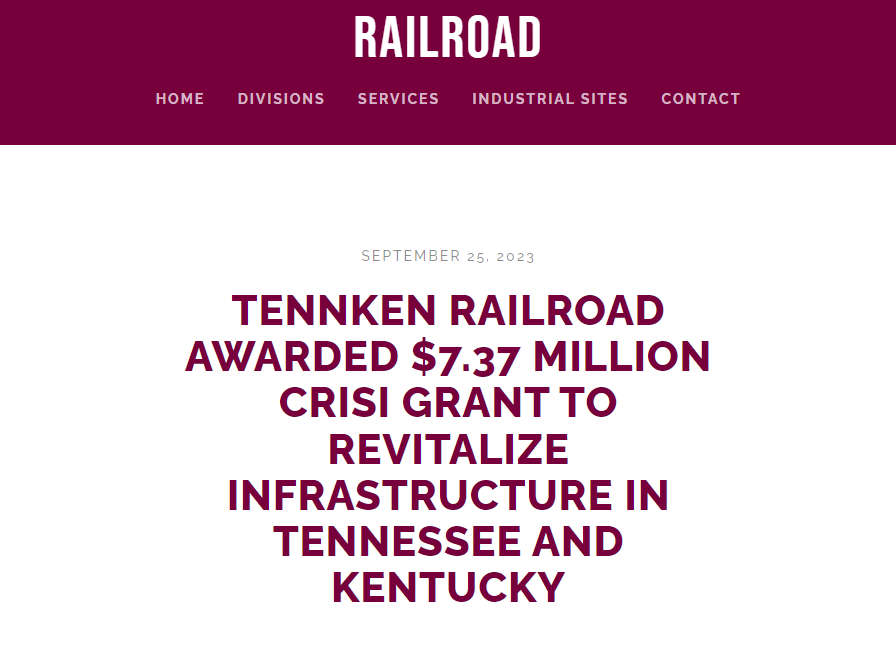 RAILROAD
HOME DIVISIONS SERVICES INDUSTRIAL SITES CONTACT
SEPTEMBER 25, 2023
TENNKEN RAILROAD
AWARDED $7.37 MILLION
CRISI GRANT TO
REVITALIZE
INFRASTRUCTURE IN
TENNESSEE AND
KENTUCKY